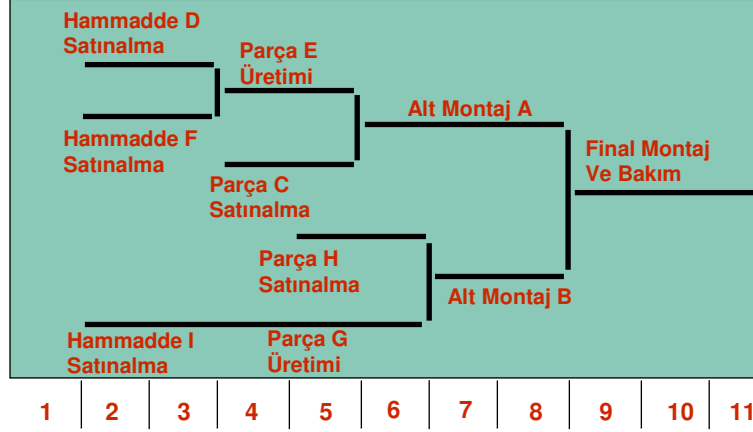 Hammadde D
Satınalma
Parça E
Üretimi
Alt Montaj A
Hammadde F
Satınalma
Final Montaj
Ve Bakım
Parça C
Satınalma
Parça H
Satınalma
Alt Montaj B
Hammadde I
Satınalma
Parça G
Üretimi
1 2 3 4 5 6 7 8 9 10 11